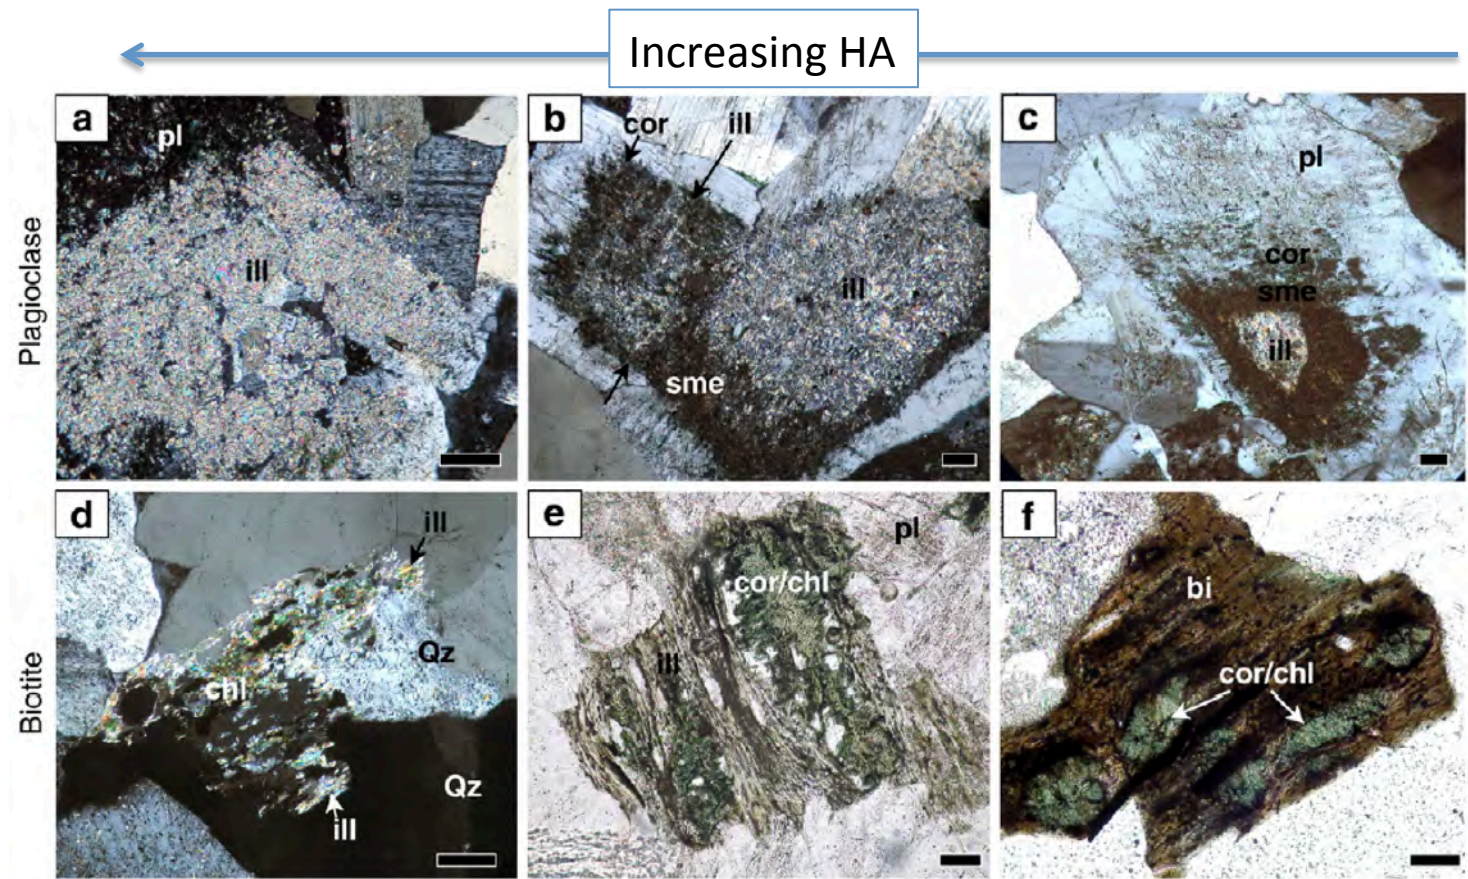 Increasing HA
Plagioclase
a
pl
ill
b
cor
ill
ill
sme
c
pl
cor
sme
ill
Biotite
d
ill
chl
Qz
Qz
ill
e
pl
cor/chl
ill
f
bi
cor/chl